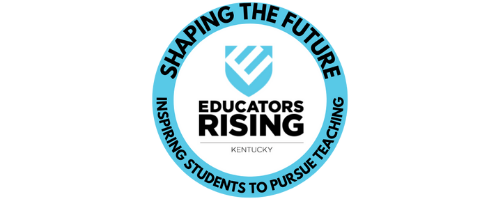 SHAPING THE FUTURE
EDUCATORS
RISING
KENTUCKY
INSPIRING STUDENTS TO PURSUE TEACHING